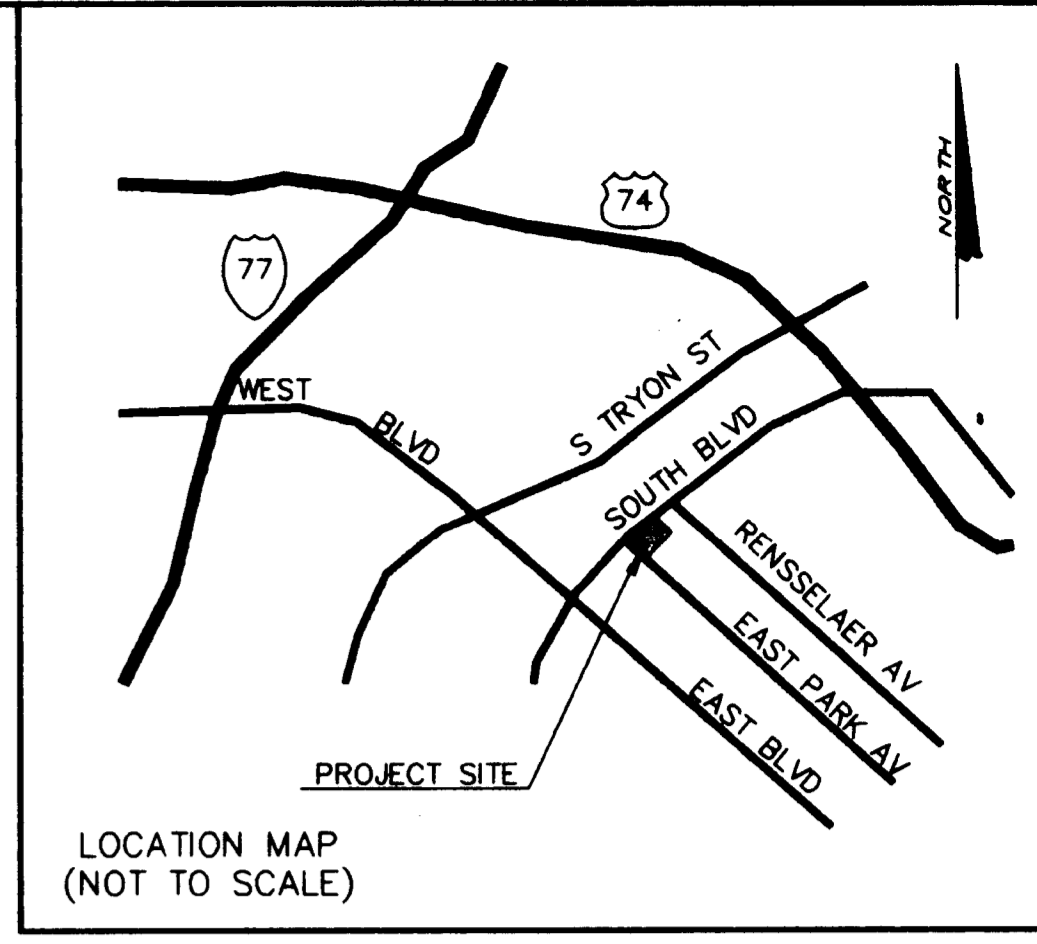 NORTH
74
77
WEST
BLVD
S TRYON ST
SOUTH BLVD
RENSSELAER AV
EAST PARK AV
EAST BLVD
PROJECT SITE
LOCATION MAP
(NOT TO SCALE)